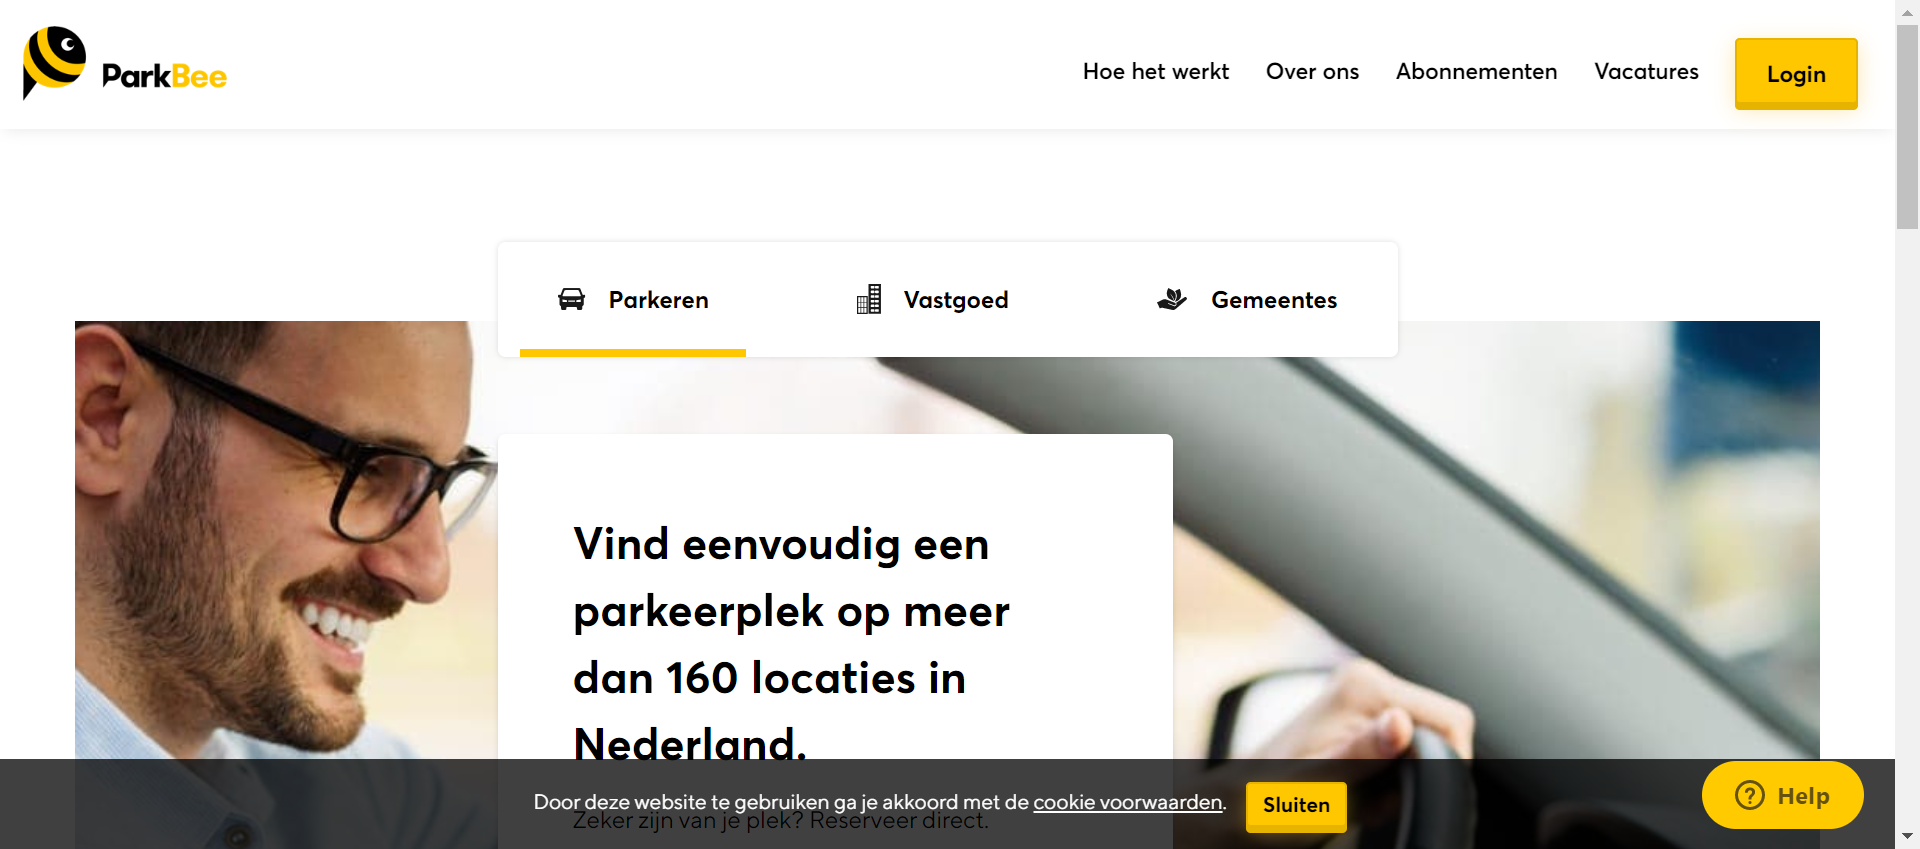 ParkBee
Hoe het werkt
Over ons
Abonnementen
Vacatures
Login
Parkeren
Vastgoed
Gemeentes
Vind eenvoudig een
parkeerplek op meer
dan 160 locaties in
Nederland.
Door deze website te gebruiken ga je akkoord met de cookie voorwaarden.
Sluiten
Zeker zijn van je plek? Reserveer direct.
Help